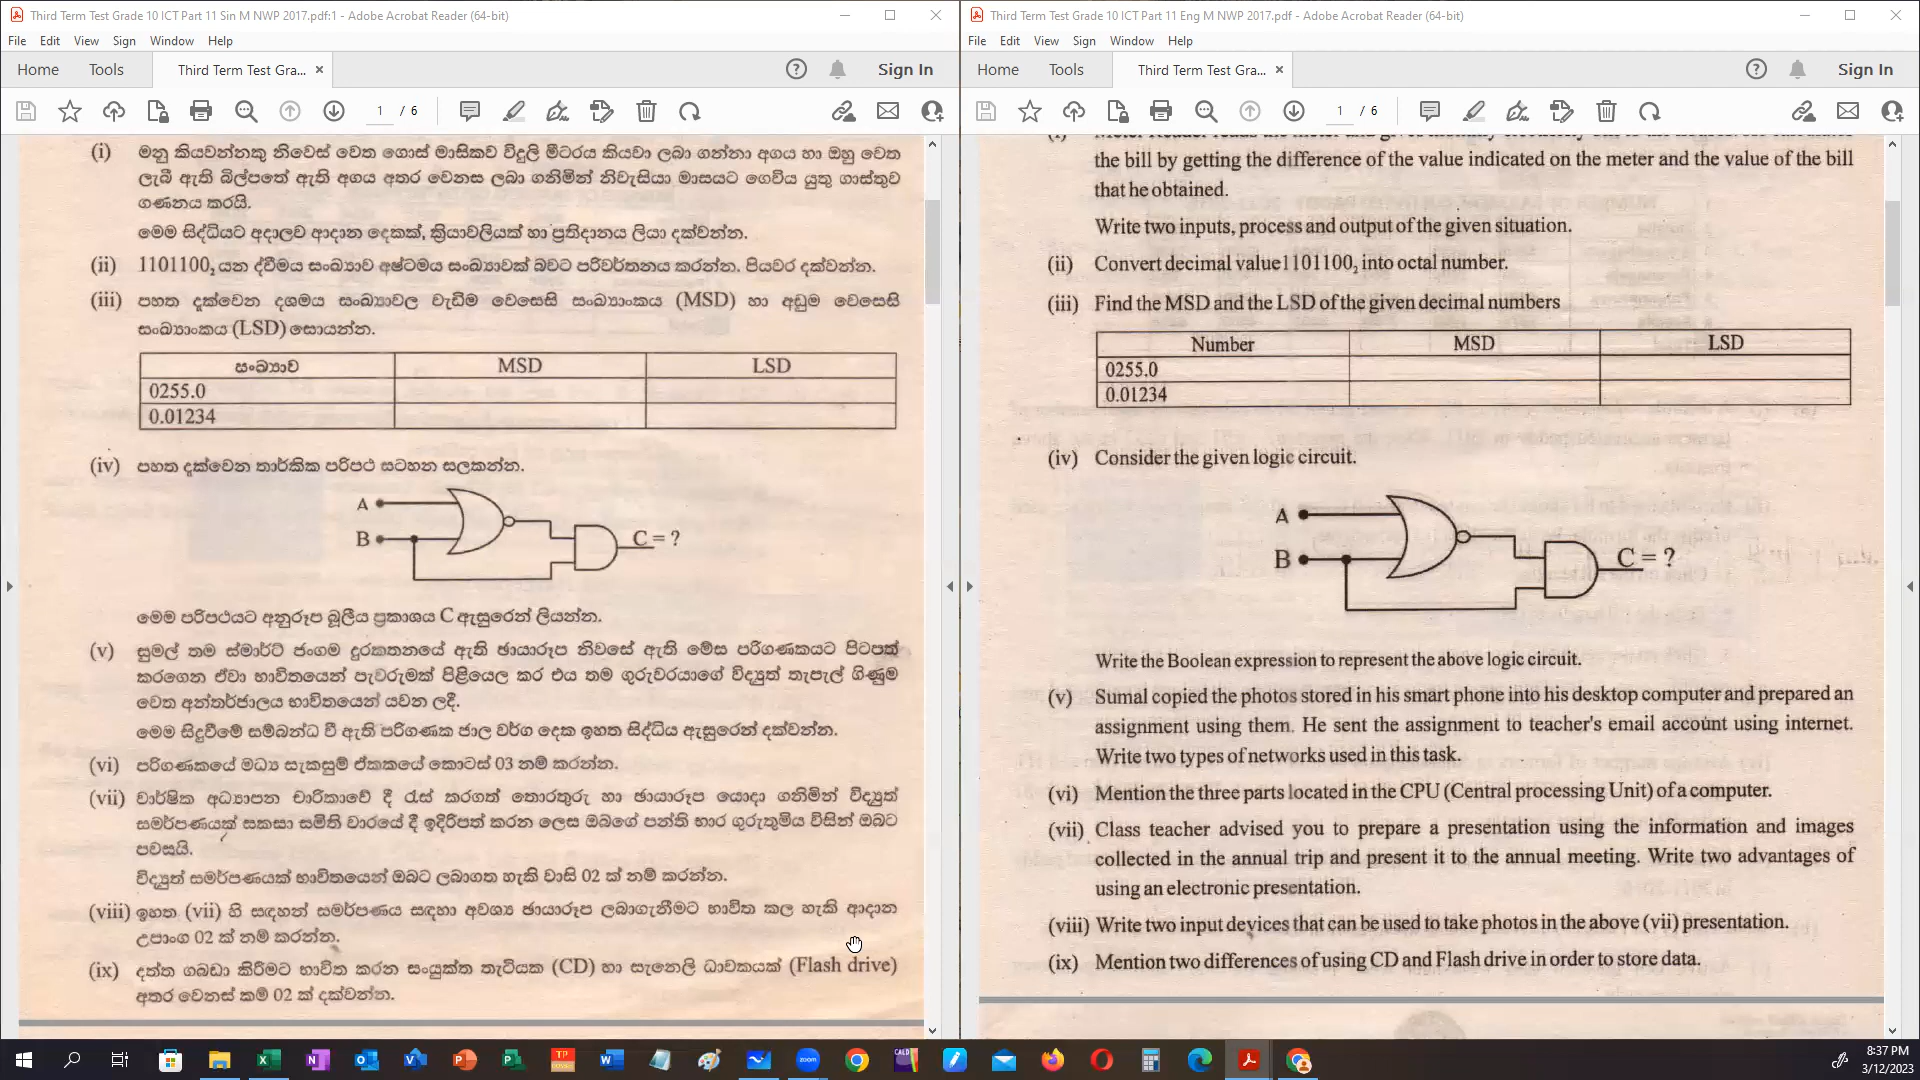 Third Term Test Grade 10 ICT Part 11 Sin M NWP 2017.pdf:1 - Adobe Acrobat Reader (64-bit)
File Edit View Sign Window Help
Home Tools Third Term Test Gra... × Sign In
1 / 6
(i) මනු කියවන්නකු නිවෙස් වෙත ගොස් මාසිකව විදුලි මීටරය කියවා ලබා ගන්නා අගය හා ඔහු වෙත
ලැබී ඇති බිල්පතේ ඇති අගය අතර වෙනස ලබා ගනිමින් නිවැසියා මාසයට ගෙවිය යුතු ගාස්තුව
ගණනය කරයි.
මෙම සිද්ධියට අදාලව ආදාන දෙකක්, ක්‍රියාවලියක් හා ප්‍රතිදානය ලියා දක්වන්න.
(ii) 1101100₂ යන ද්වීමය සංඛ්‍යාව අෂ්ටමය සංඛ්‍යාවක් බවට පරිවර්තනය කරන්න. පියවර දක්වන්න.
(iii) පහත දැක්වෙන දශමය සංඛ්‍යාවල වැඩිම වෙසෙසි සංඛ්‍යාංකය (MSD) හා අඩුම වෙසෙසි
සංඛ්‍යාංකය (LSD) සොයන්න.
සංඛ්‍යාව MSD LSD
0255.0
0.01234
(iv) පහත දැක්වෙන තාර්කික පරිපථ සටහන සලකන්න.
A
B C = ?
මෙම පරිපථයට අනුරූප බූලීය ප්‍රකාශය C ඇසුරෙන් ලියන්න.
(v) සුමල් තම ස්මාර්ට් ජංගම දුරකතනයේ ඇති ඡායාරූප නිවසේ ඇති මේස පරිගණකයට පිටපත්
කරගෙන ඒවා භාවිතයෙන් පැවරුමක් පිළියෙල කර එය තම ගුරුවරයාගේ විද්‍යුත් තැපැල් ගිණුම
වෙත අන්තර්ජාලය භාවිතයෙන් යවන ලදී.
මෙම සිදුවීමේ සම්බන්ධ වී ඇති පරිගණක ජාල වර්ග දෙක ඉහත සිද්ධිය ඇසුරෙන් දක්වන්න.
(vi) පරිගණකයේ මධ්‍ය සැකසුම් ඒකකයේ කොටස් 03 නම් කරන්න.
(vii) වාර්ෂික අධ්‍යාපන චාරිකාවේ දී රැස් කරගත් තොරතුරු හා ඡායාරූප යොදා ගනිමින් විද්‍යුත්
සමර්පණයක් සකසා සමිති වාරයේ දී ඉදිරිපත් කරන ලෙස ඔබගේ පන්ති භාර ගුරුතුමිය විසින් ඔබට
පවසයි.
විද්‍යුත් සමර්පණයක් භාවිතයෙන් ඔබට ලබාගත හැකි වාසි 02 ක් නම් කරන්න.
(viii) ඉහත (vii) හි සඳහන් සමර්පණය සඳහා අවශ්‍ය ඡායාරූප ලබාගැනීමට භාවිත කල හැකි ආදාන
උපාංග 02 ක් නම් කරන්න.
(ix) දත්ත ගබඩා කිරීමට භාවිත කරන සංයුක්ත තැටියක (CD) හා සැනෙලි ධාවකයක් (Flash drive)
අතර වෙනස් කම් 02 ක් දක්වන්න.
Third Term Test Grade 10 ICT Part 11 Eng M NWP 2017.pdf - Adobe Acrobat Reader (64-bit)
File Edit View Sign Window Help
Home Tools Third Term Test Gra... × Sign In
1 / 6
(i) Meter Reader reads the meter and gives monthly electricity bill to the
the bill by getting the difference of the value indicated on the meter and the value of the bill
that he obtained.
Write two inputs, process and output of the given situation.
(ii) Convert decimal value1101100₂ into octal number.
(iii) Find the MSD and the LSD of the given decimal numbers
Number MSD LSD
0255.0
0.01234
(iv) Consider the given logic circuit.
A
B C = ?
Write the Boolean expression to represent the above logic circuit.
(v) Sumal copied the photos stored in his smart phone into his desktop computer and prepared an
assignment using them. He sent the assignment to teacher's email account using internet.
Write two types of networks used in this task.
(vi) Mention the three parts located in the CPU (Central processing Unit) of a computer.
(vii) Class teacher advised you to prepare a presentation using the information and images
collected in the annual trip and present it to the annual meeting. Write two advantages of
using an electronic presentation.
(viii) Write two input devices that can be used to take photos in the above (vii) presentation.
(ix) Mention two differences of using CD and Flash drive in order to store data.
8:37 PM
3/12/2023